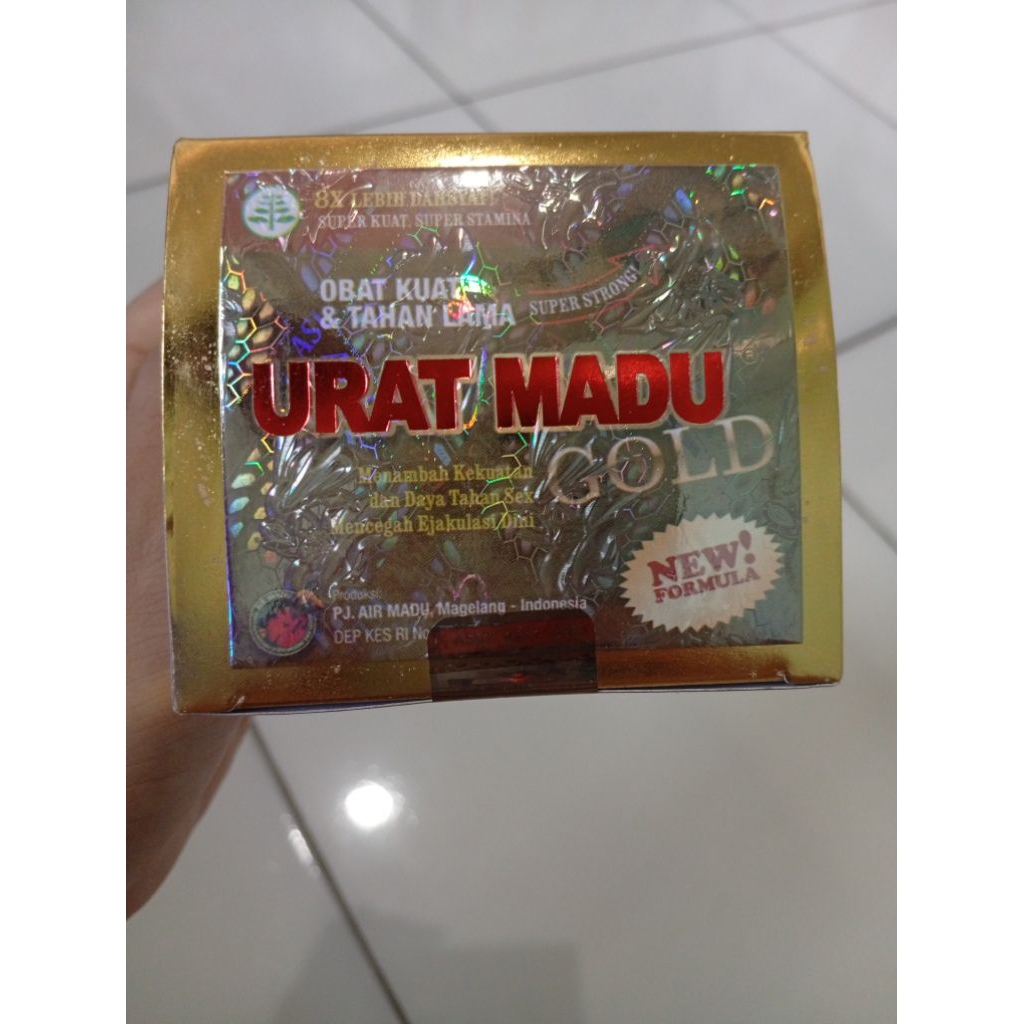 8X LEBIH DAHSYAT!
SUPER KUAT, SUPER STAMINA
OBAT KUAT
& TAHAN LAMA
SUPER STRONG!
URAT MADU
GOLD
Menambah Kekuatan
dan Daya Tahan Sex
Mencegah Ejakulasi Dini
NEW!
FORMULA
Produksi:
PJ. AIR MADU, Magelang - Indonesia
DEP KES RI No